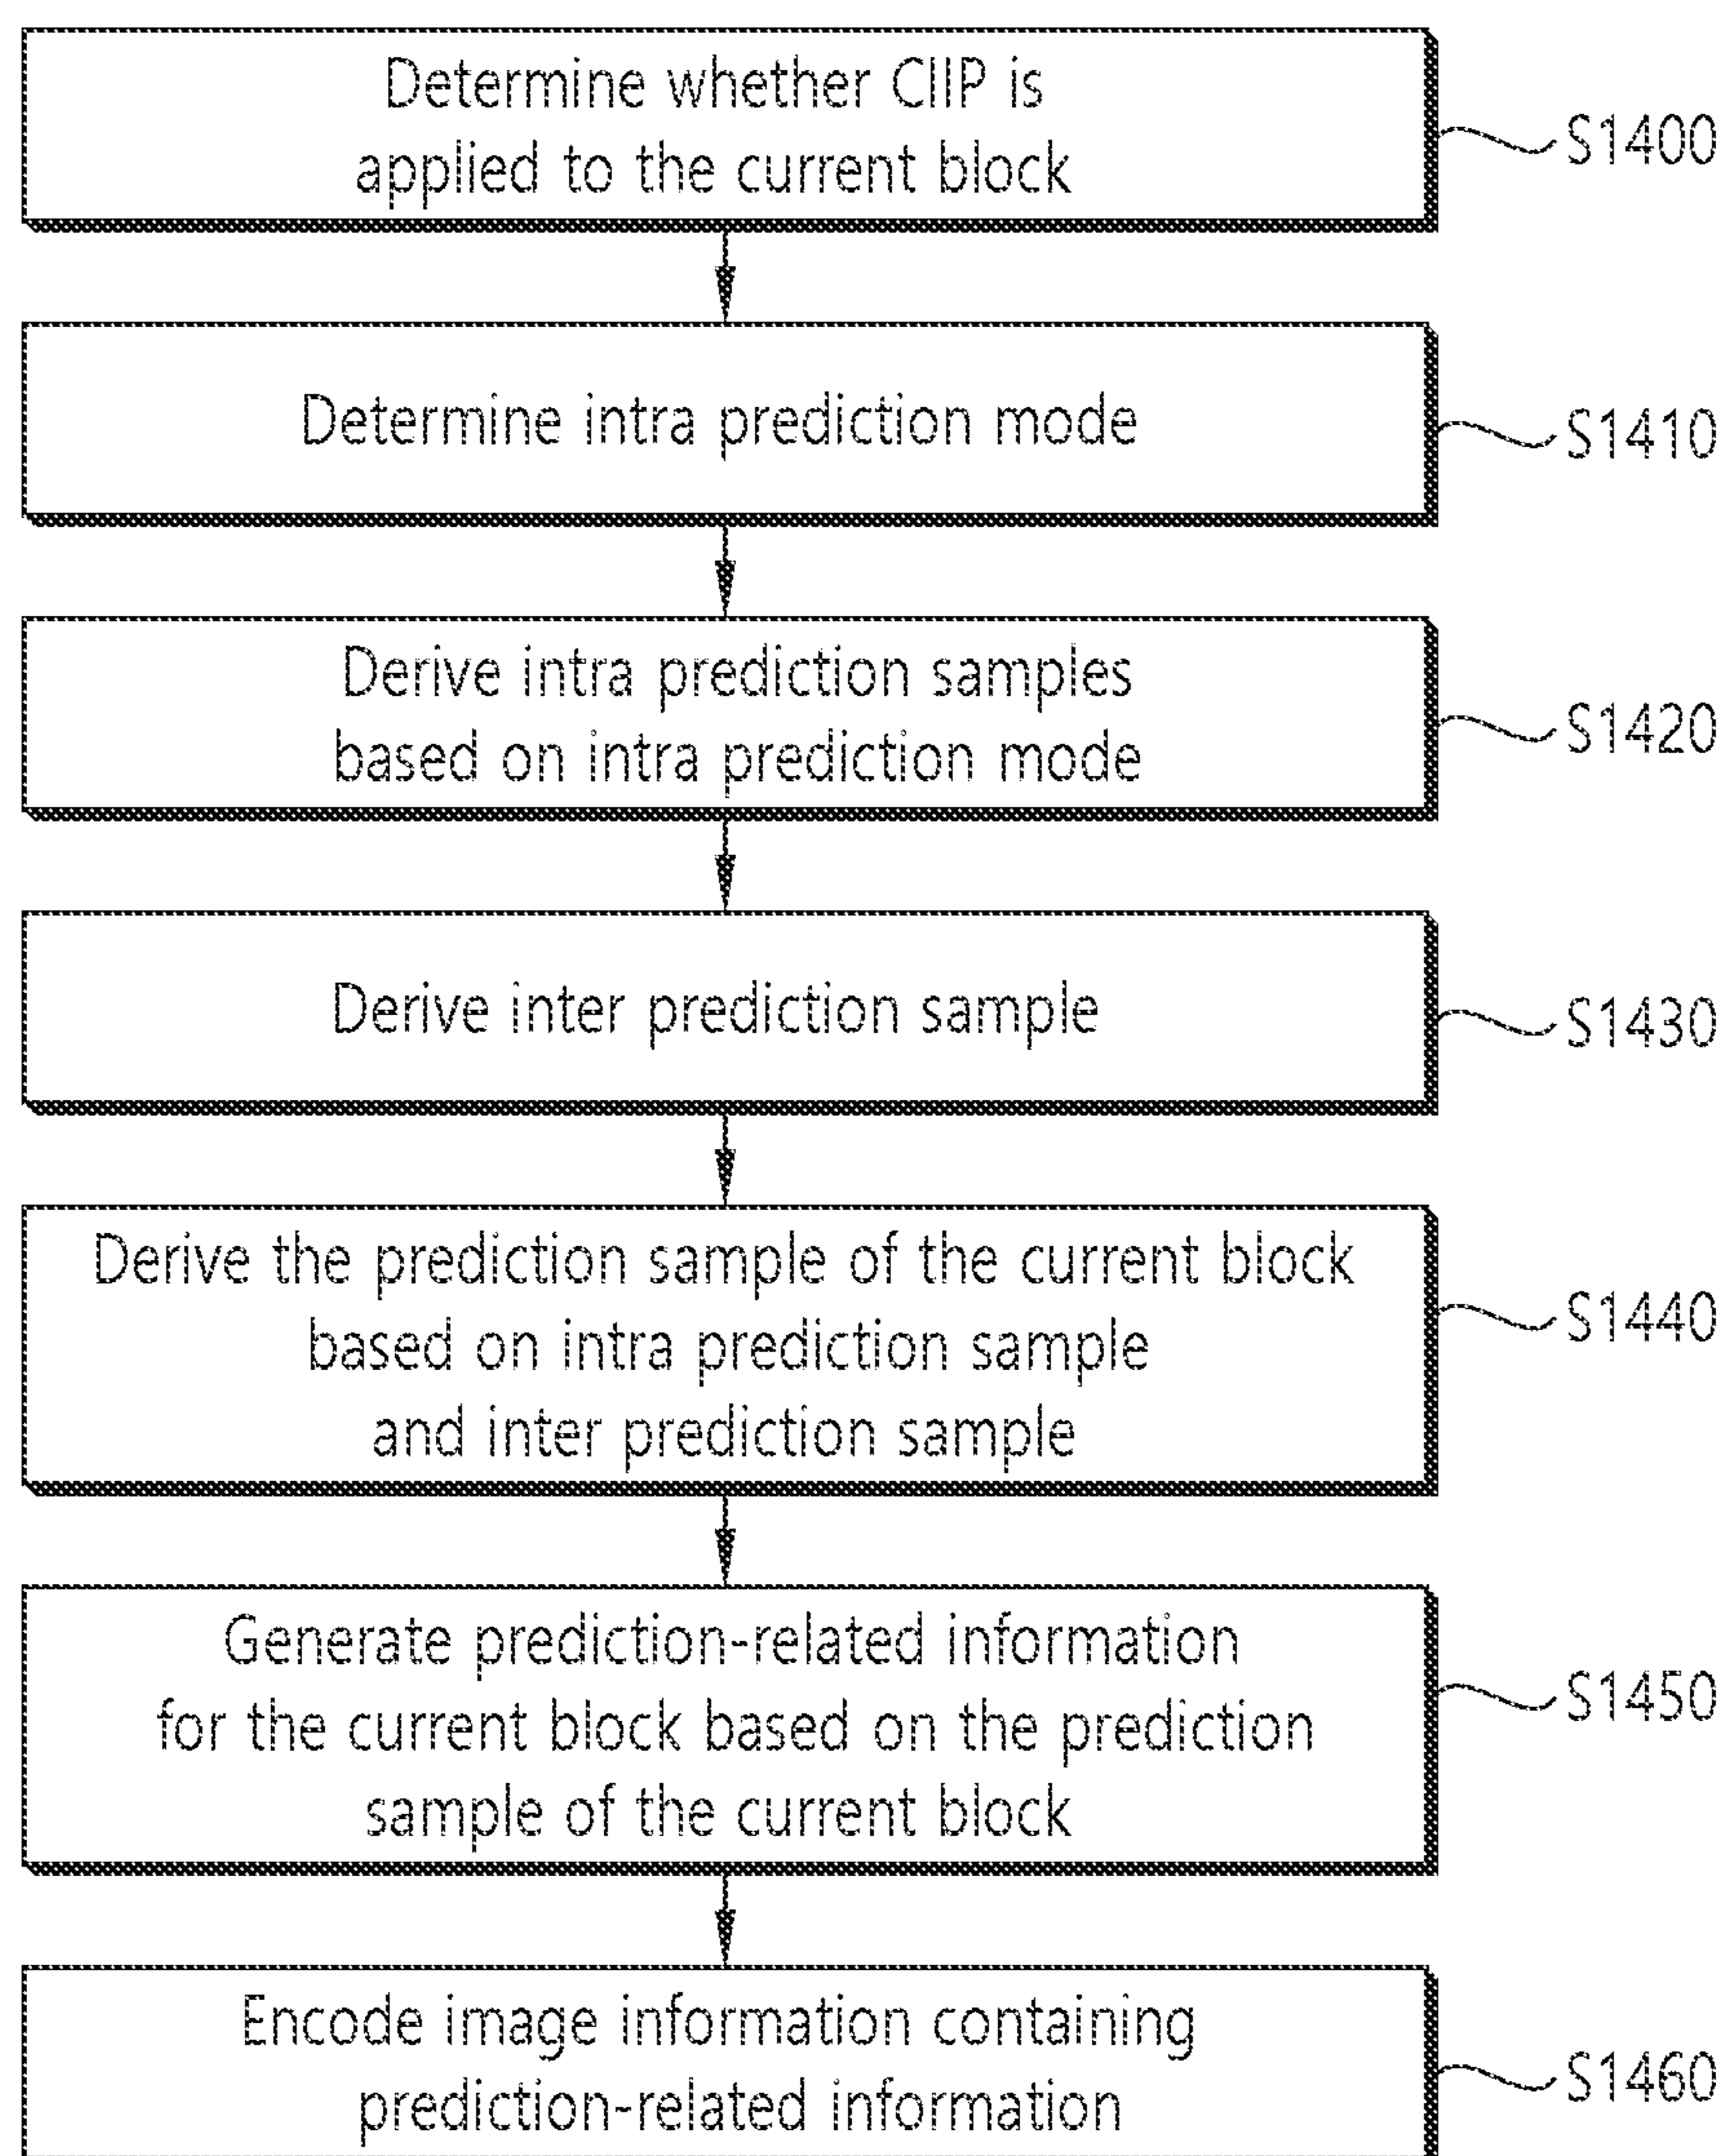 Determine whether CIIP is
applied to the current block
S1400
Determine intra prediction mode
S1410
Derive intra prediction samples
based on intra prediction mode
S1420
Derive inter prediction sample
S1430
Derive the prediction sample of the current block
based on intra prediction sample
and inter prediction sample
S1440
Generate prediction-related information
for the current block based on the prediction
sample of the current block
S1450
Encode image information containing
prediction-related information
S1460